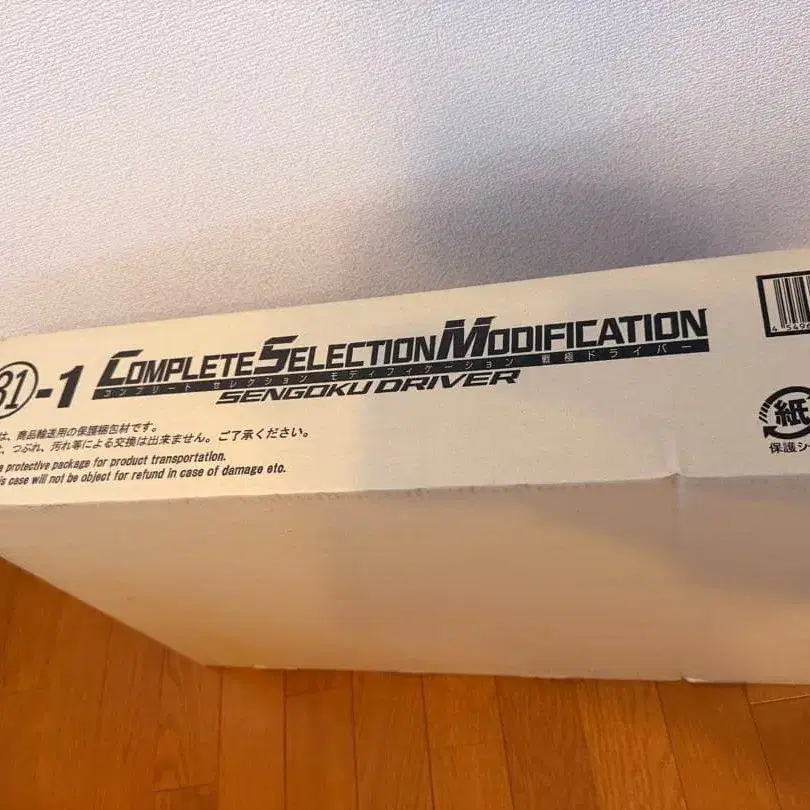 31-1
COMPLETE SELECTION MODIFICATION
コンプリート セレクション モディフィケーション 戦極ドライバー
SENGOKU DRIVER
は、商品輸送用の保護梱包材です。
、つぶれ、汚れ等による交換は出来ません。ご了承ください。
protective package for product transportation.
case will not be object for refund in case of damage etc.
紙
保護シ